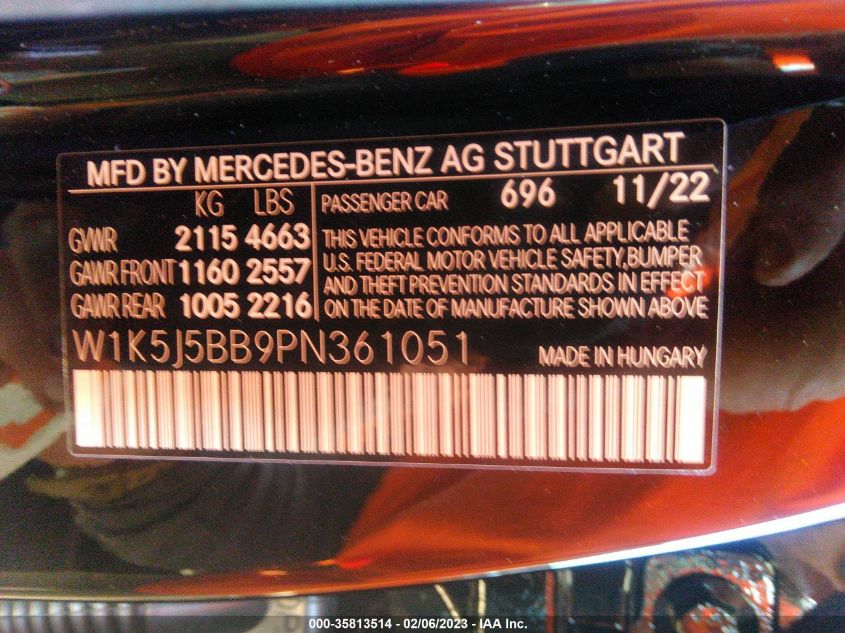 MFD BY MERCEDES-BENZ AG STUTTGART
KG LBS
GVWR 2115 4663
GAWR FRONT 1160 2557
GAWR REAR 1005 2216
PASSENGER CAR 696 11/22
THIS VEHICLE CONFORMS TO ALL APPLICABLE
U.S. FEDERAL MOTOR VEHICLE SAFETY, BUMPER
AND THEFT PREVENTION STANDARDS IN EFFECT
ON THE DATE OF MANUFACTURE SHOWN ABOVE
W1K5J5BB9PN361051
MADE IN HUNGARY
000-35813514 - 02/06/2023 - IAA Inc.